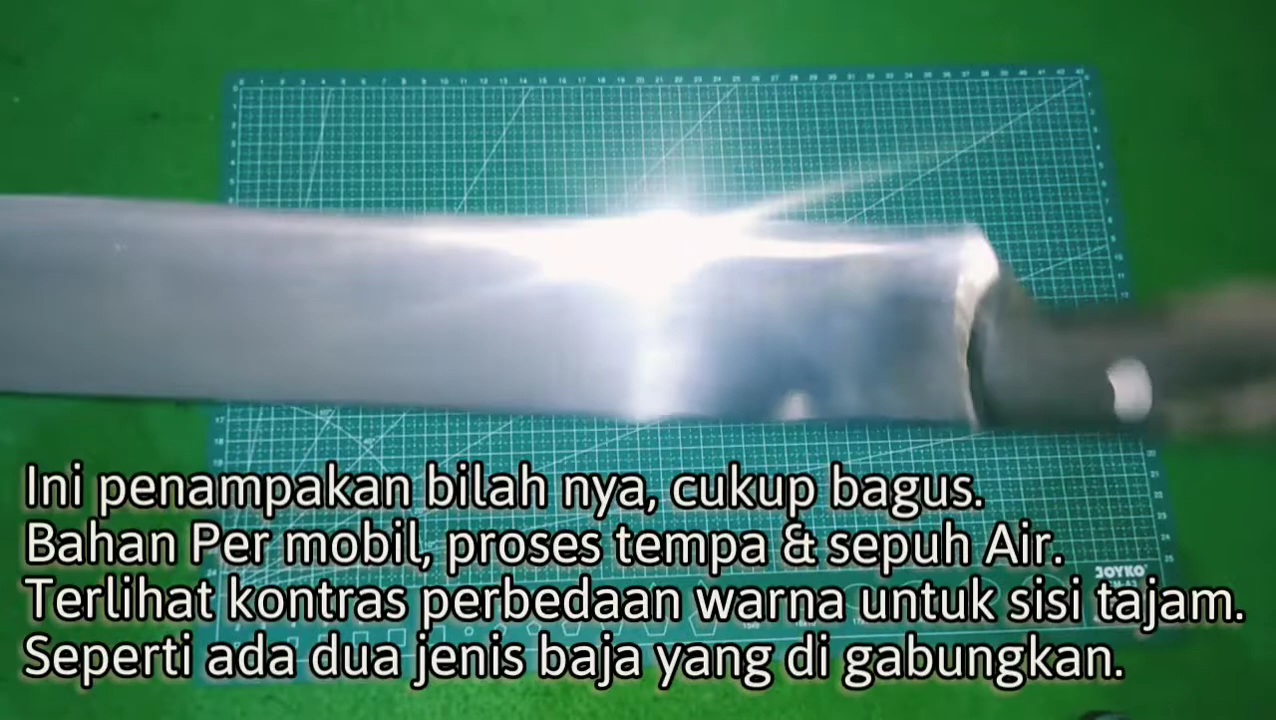 Ini penampakan bilah nya, cukup bagus.
Bahan Per mobil, proses tempa & sepuh Air.
Terlihat kontras perbedaan warna untuk sisi tajam.
Seperti ada dua jenis baja yang di gabungkan.
JOYKO